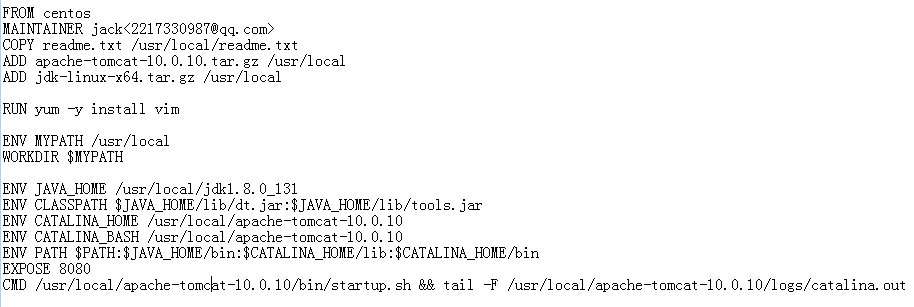 FROM centos
MAINTAINER jack<2217330987@qq.com>
COPY readme.txt /usr/local/readme.txt
ADD apache-tomcat-10.0.10.tar.gz /usr/local
ADD jdk-linux-x64.tar.gz /usr/local
RUN yum -y install vim
ENV MYPATH /usr/local
WORKDIR $MYPATH
ENV JAVA_HOME /usr/local/jdk1.8.0_131
ENV CLASSPATH $JAVA_HOME/lib/dt.jar:$JAVA_HOME/lib/tools.jar
ENV CATALINA_HOME /usr/local/apache-tomcat-10.0.10
ENV CATALINA_BASH /usr/local/apache-tomcat-10.0.10
ENV PATH $PATH:$JAVA_HOME/bin:$CATALINA_HOME/lib:$CATALINA_HOME/bin
EXPOSE 8080
CMD /usr/local/apache-tomcat-10.0.10/bin/startup.sh && tail -F /usr/local/apache-tomcat-10.0.10/logs/catalina.out